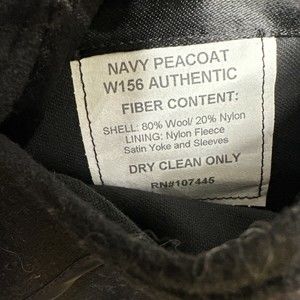 NAVY PEACOAT
W156 AUTHENTIC
FIBER CONTENT:
SHELL: 80% Wool/ 20% Nylon
LINING: Nylon Fleece
Satin Yoke and Sleeves
DRY CLEAN ONLY
RN#107445